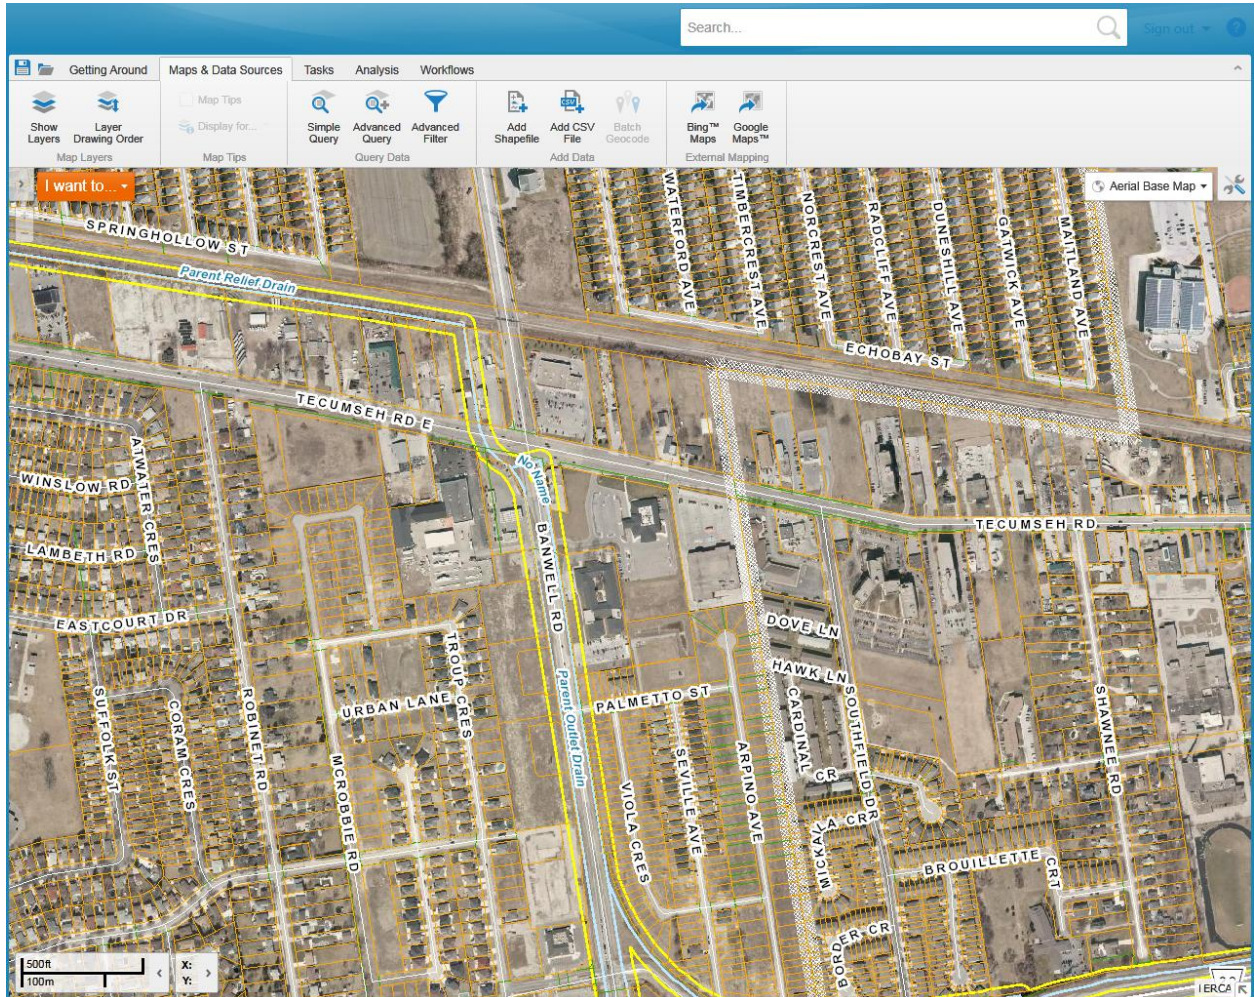 Search...
Sign out
?
Getting Around
Maps & Data Sources
Tasks
Analysis
Workflows
Map Tips
Display for...
Show Layers
Layer Drawing Order
Simple Query
Advanced Query
Advanced Filter
Add Shapefile
CSV
Add CSV File
Batch Geocode
Bing™ Maps
Google Maps™
Map Layers
Map Tips
Query Data
Add Data
External Mapping
I want to...
Aerial Base Map
SPRINGHOLLOW ST
Parent Relief Drain
WATERFORD AVE
TIMBERCREST AVE
NORCREST AVE
RADCLIFF AVE
DUNESHILL AVE
GATWICK AVE
MAITLAND AVE
ECHOBAY ST
TECUMSEH RD E
No Name
BANWELL RD
TECUMSEH RD
ATWATER CRES
WINSLOW RD
LAMBETH RD
EASTCOURT DR
SUFFOLK ST
CORAM CRES
ROBINET RD
URBAN LANE
TROUP CRES
MCROBBIE RD
Parent Outlet Drain
PALMETTO ST
VIOLA CRES
SEVILLE AVE
ARPINO AVE
DOVE LN
HAWK LN
CARDINAL CR
SOUTHFIELD DR
SHAWNEE RD
MICKAYLA CR
BROUILLETTE CRT
BORDER CR
500ft
100m
X:
Y:
ERCA